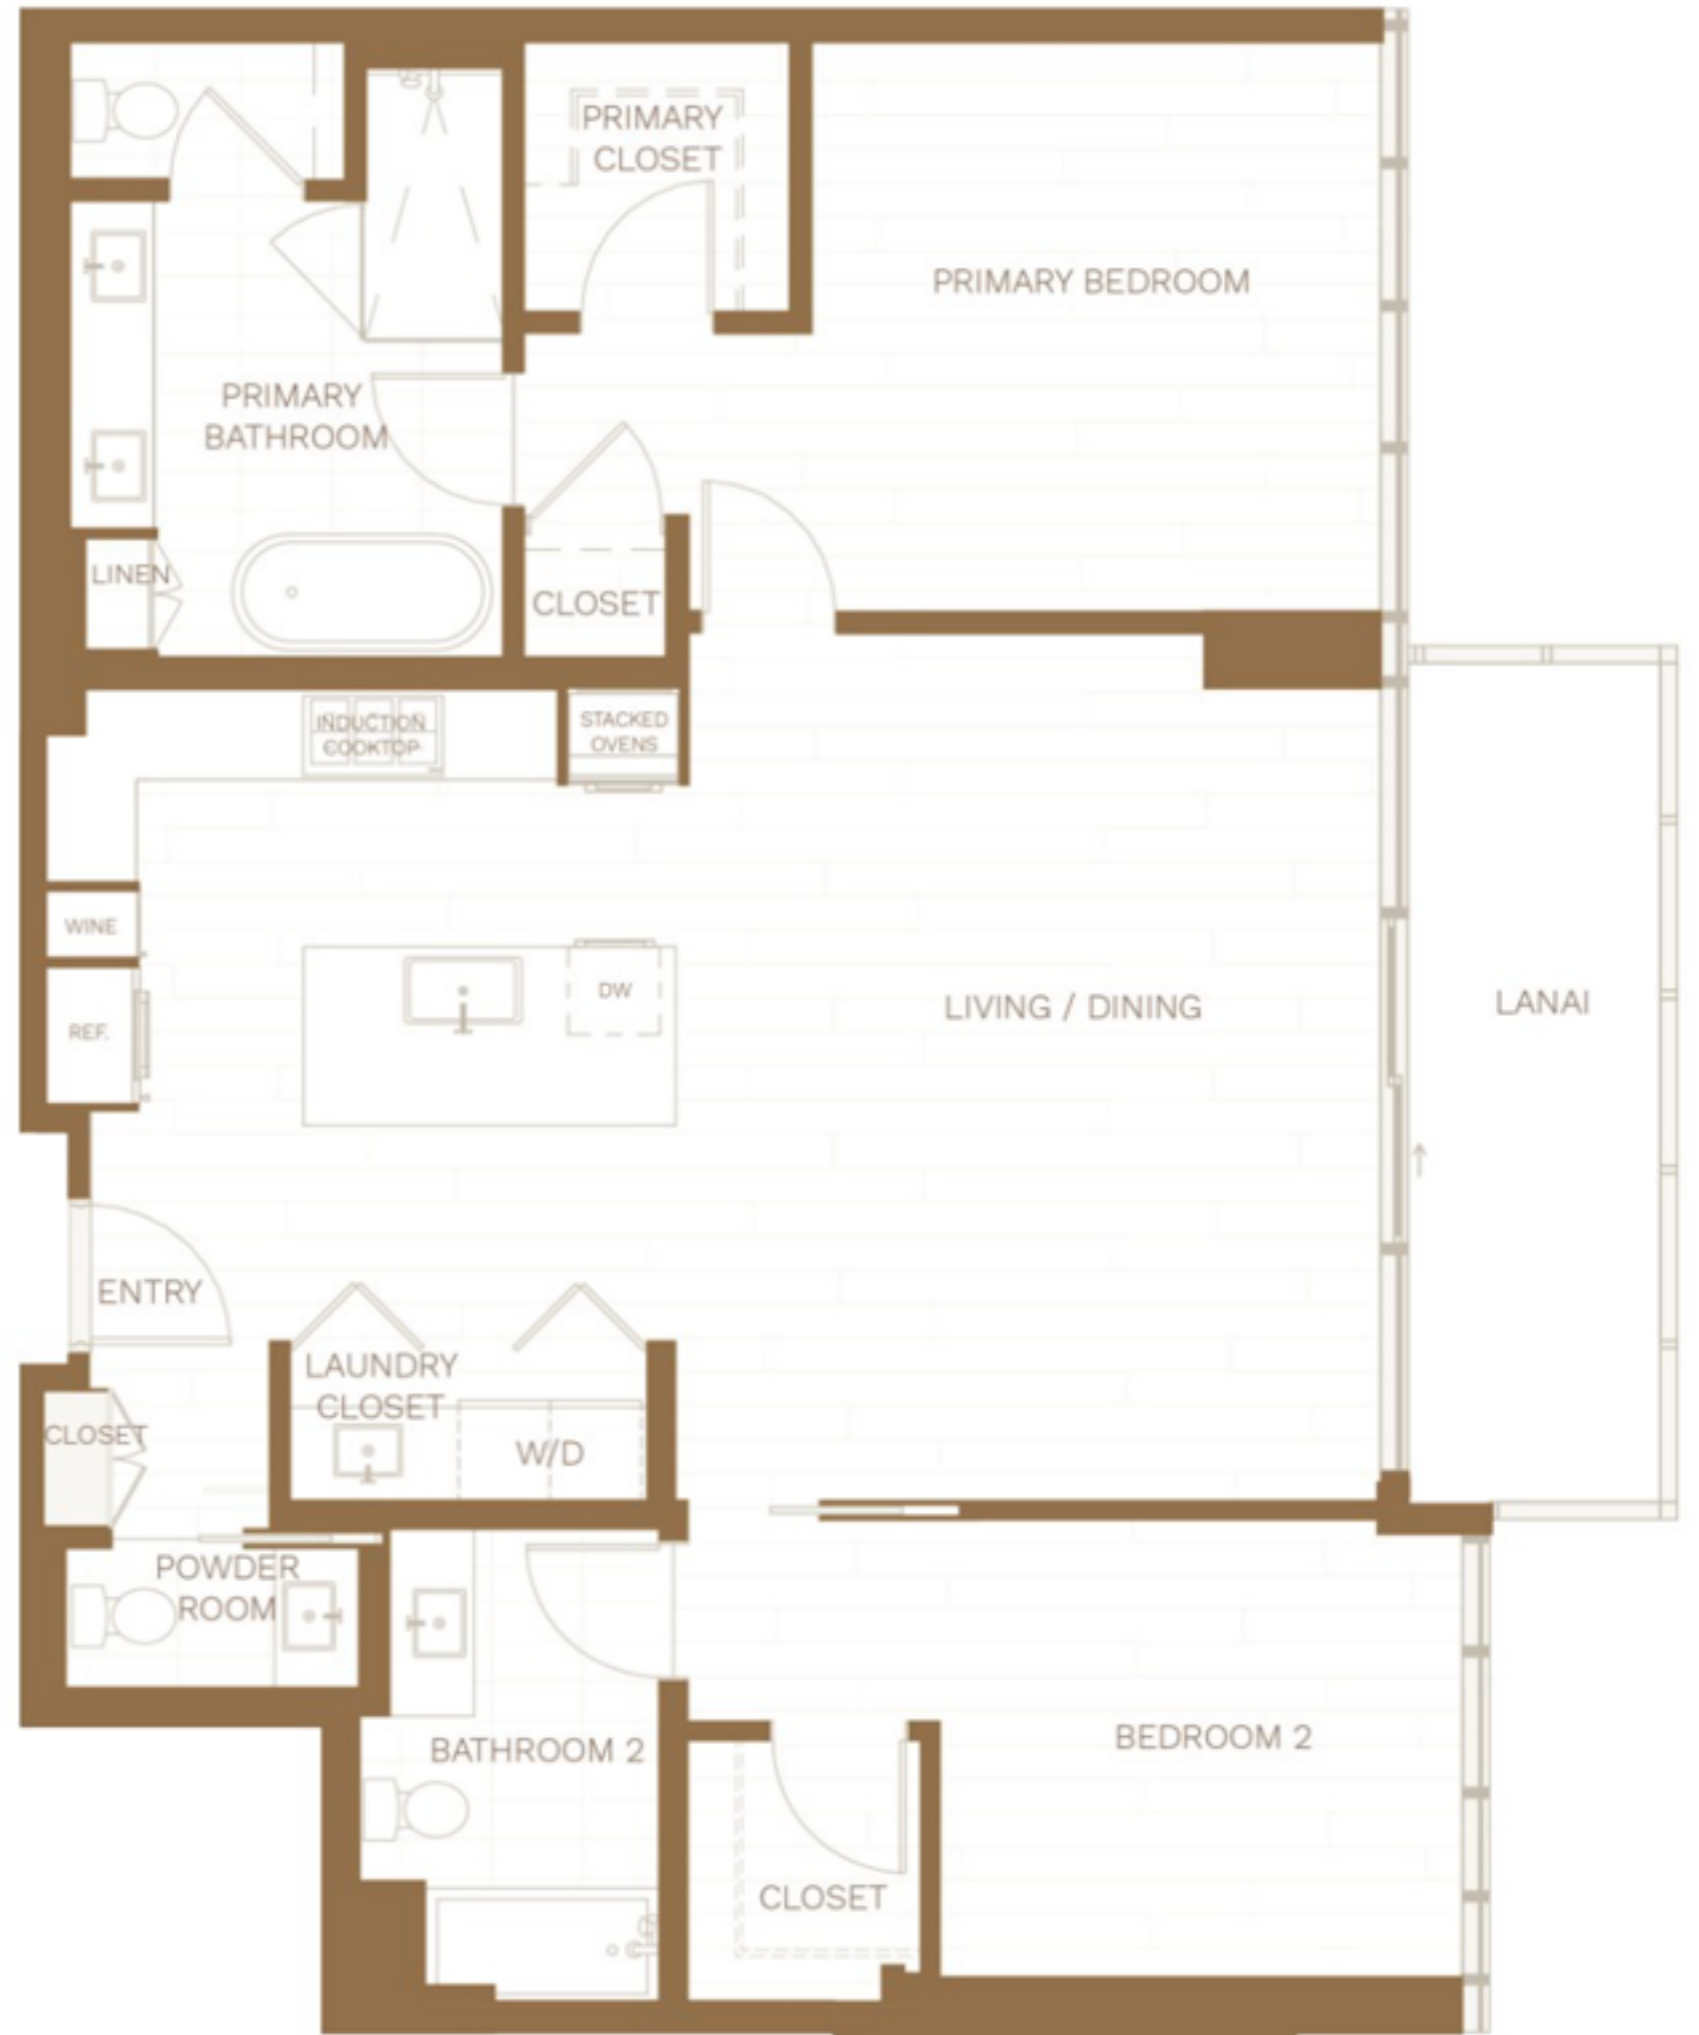 PRIMARY
CLOSET
PRIMARY BEDROOM
PRIMARY
BATHROOM
LINEN
CLOSET
INDUCTION
COOKTOP
STACKED
OVENS
WINE
REF.
DW
LIVING / DINING
LANAI
ENTRY
LAUNDRY
CLOSET
W/D
CLOSET
POWDER
ROOM
BATHROOM 2
BEDROOM 2
CLOSET